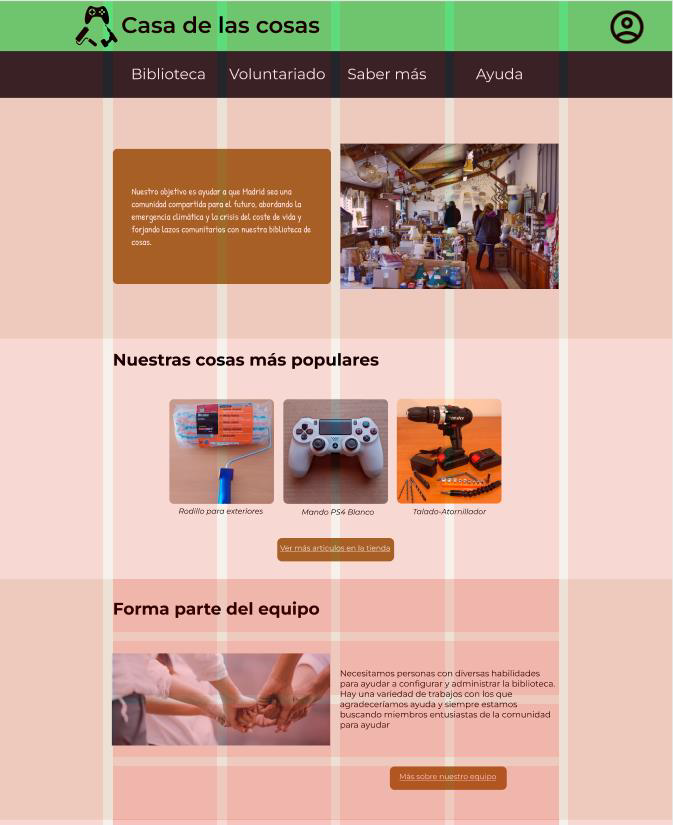 Casa de las cosas
Biblioteca Voluntariado Saber más Ayuda
Nuestro objetivo es ayudar a que Madrid sea una
comunidad compartida para el futuro, abordando la
emergencia climática y la crisis del coste de vida y
forjando lazos comunitarios con nuestra biblioteca de
cosas.
Nuestras cosas más populares
Rodillo para exteriores
Mando PS4 Blanco
Talado-Atornillador
Ver más articulos en la tienda
Forma parte del equipo
Necesitamos personas con diversas habilidades
para ayudar a configurar y administrar la biblioteca.
Hay una variedad de trabajos con los que
agradeceríamos ayuda y siempre estamos
buscando miembros entusiastas de la comunidad
para ayudar
Más sobre nuestro equipo